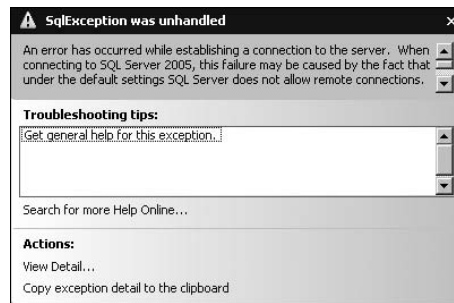 SqlException was unhandled
An error has occurred while establishing a connection to the server. When
connecting to SQL Server 2005, this failure may be caused by the fact that
under the default settings SQL Server does not allow remote connections.
Troubleshooting tips:
Get general help for this exception.
Search for more Help Online...
Actions:
View Detail...
Copy exception detail to the clipboard